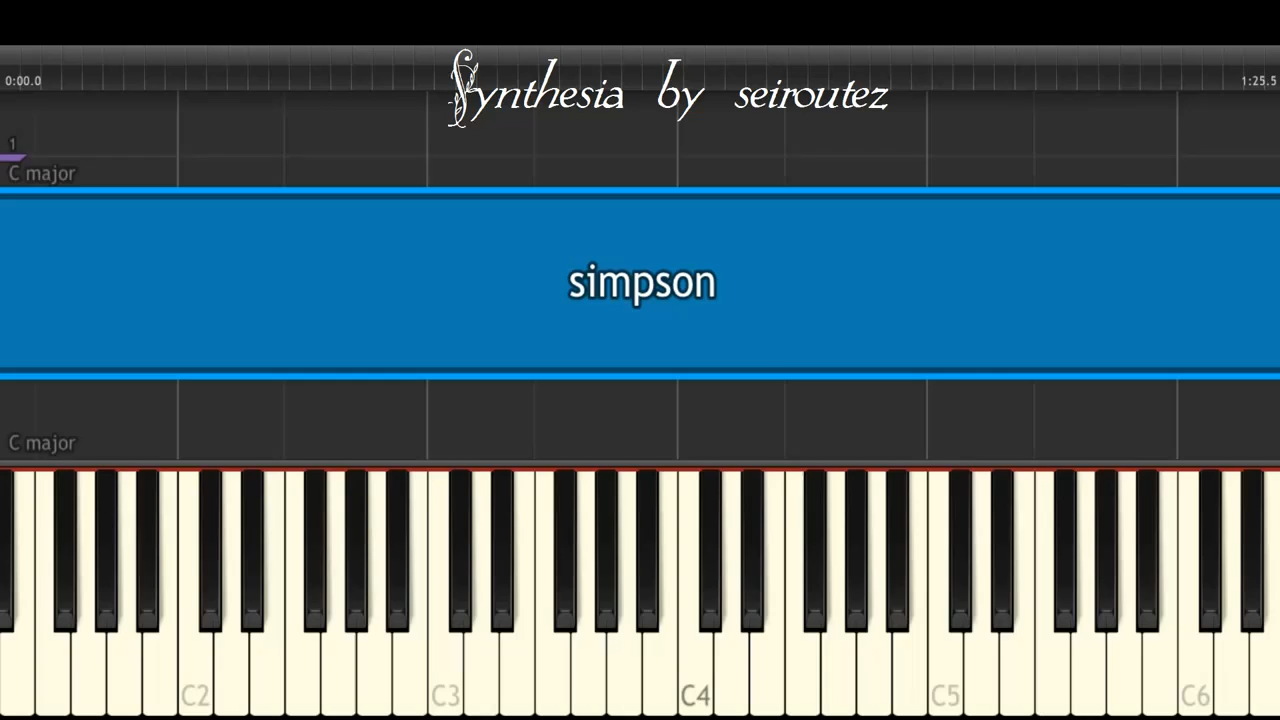 Synthesia by seiroutez
0:00.0
1:25.5
1
C major
simpson
C major
C2 C3 C4 C5 C6